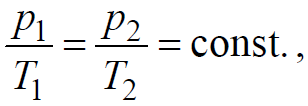 p₁/T₁ = p₂/T₂ = const.,